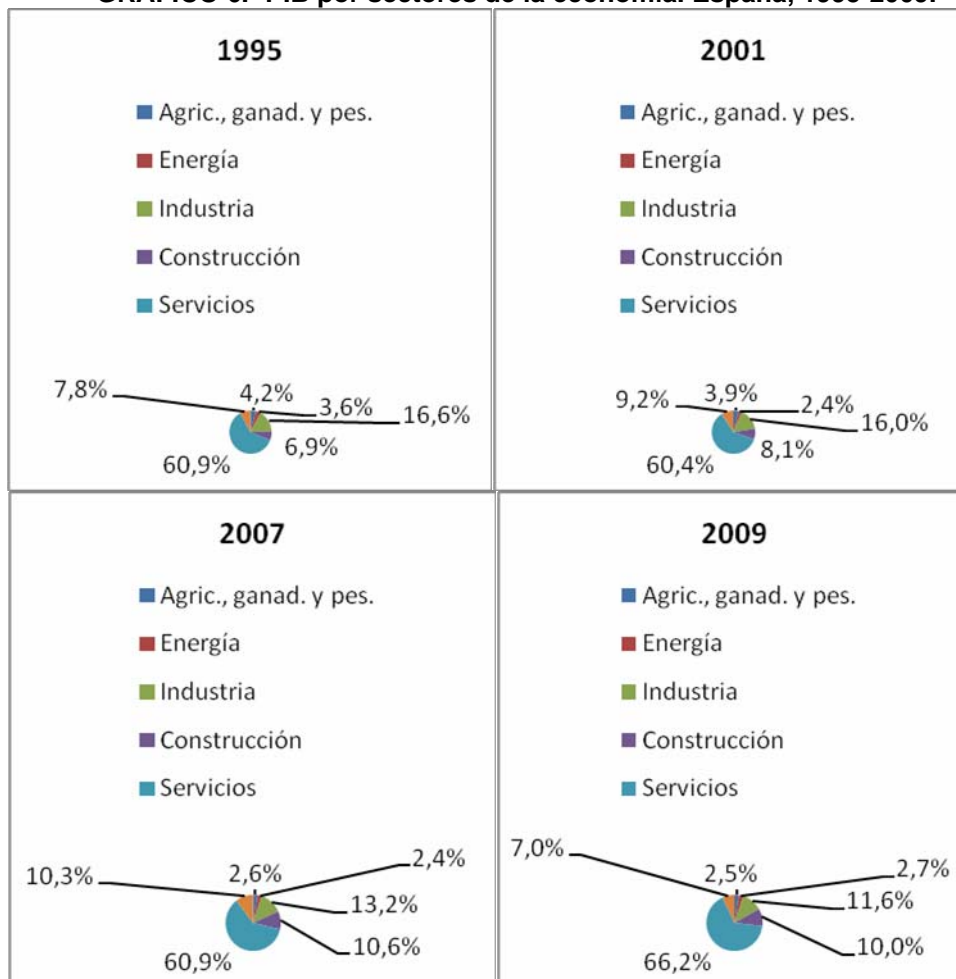 1995
Agric., ganad. y pes.
Energía
Industria
Construcción
Servicios
7,8%
4,2%
3,6%
16,6%
6,9%
60,9%
2001
Agric., ganad. y pes.
Energía
Industria
Construcción
Servicios
9,2%
3,9%
2,4%
16,0%
8,1%
60,4%
2007
Agric., ganad. y pes.
Energía
Industria
Construcción
Servicios
10,3%
2,6%
2,4%
13,2%
10,6%
60,9%
2009
Agric., ganad. y pes.
Energía
Industria
Construcción
Servicios
7,0%
2,5%
2,7%
11,6%
10,0%
66,2%